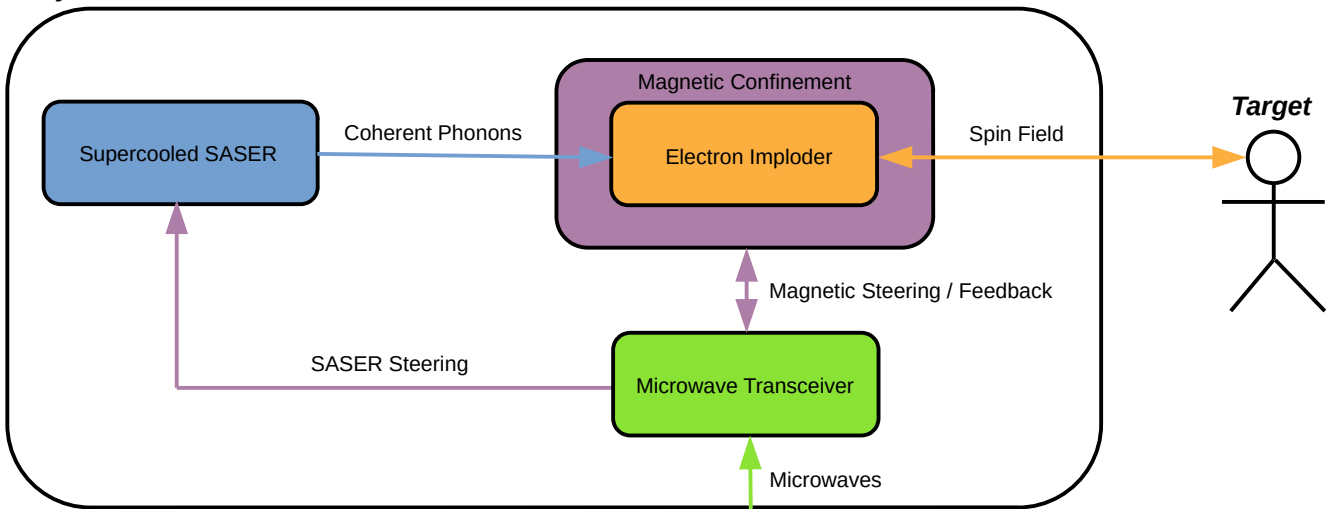 Magnetic Confinement
Target
Coherent Phonons
Spin Field
Supercooled SASER
Electron Imploder
Magnetic Steering / Feedback
SASER Steering
Microwave Transceiver
Microwaves